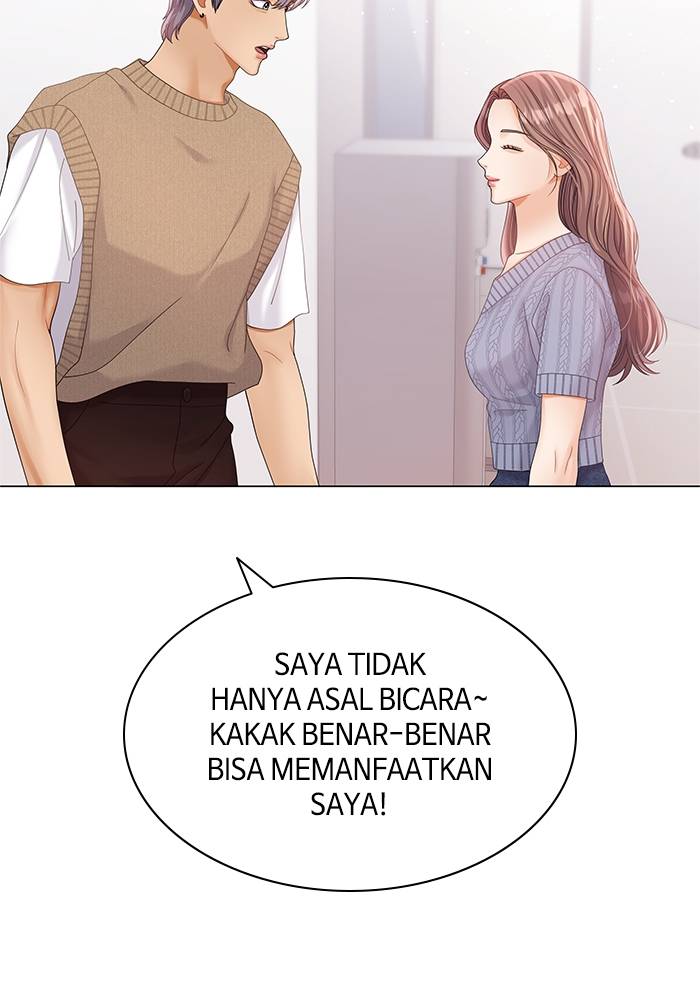 SAYA TIDAK
HANYA ASAL BICARA~
KAKAK BENAR-BENAR
BISA MEMANFAATKAN
SAYA!